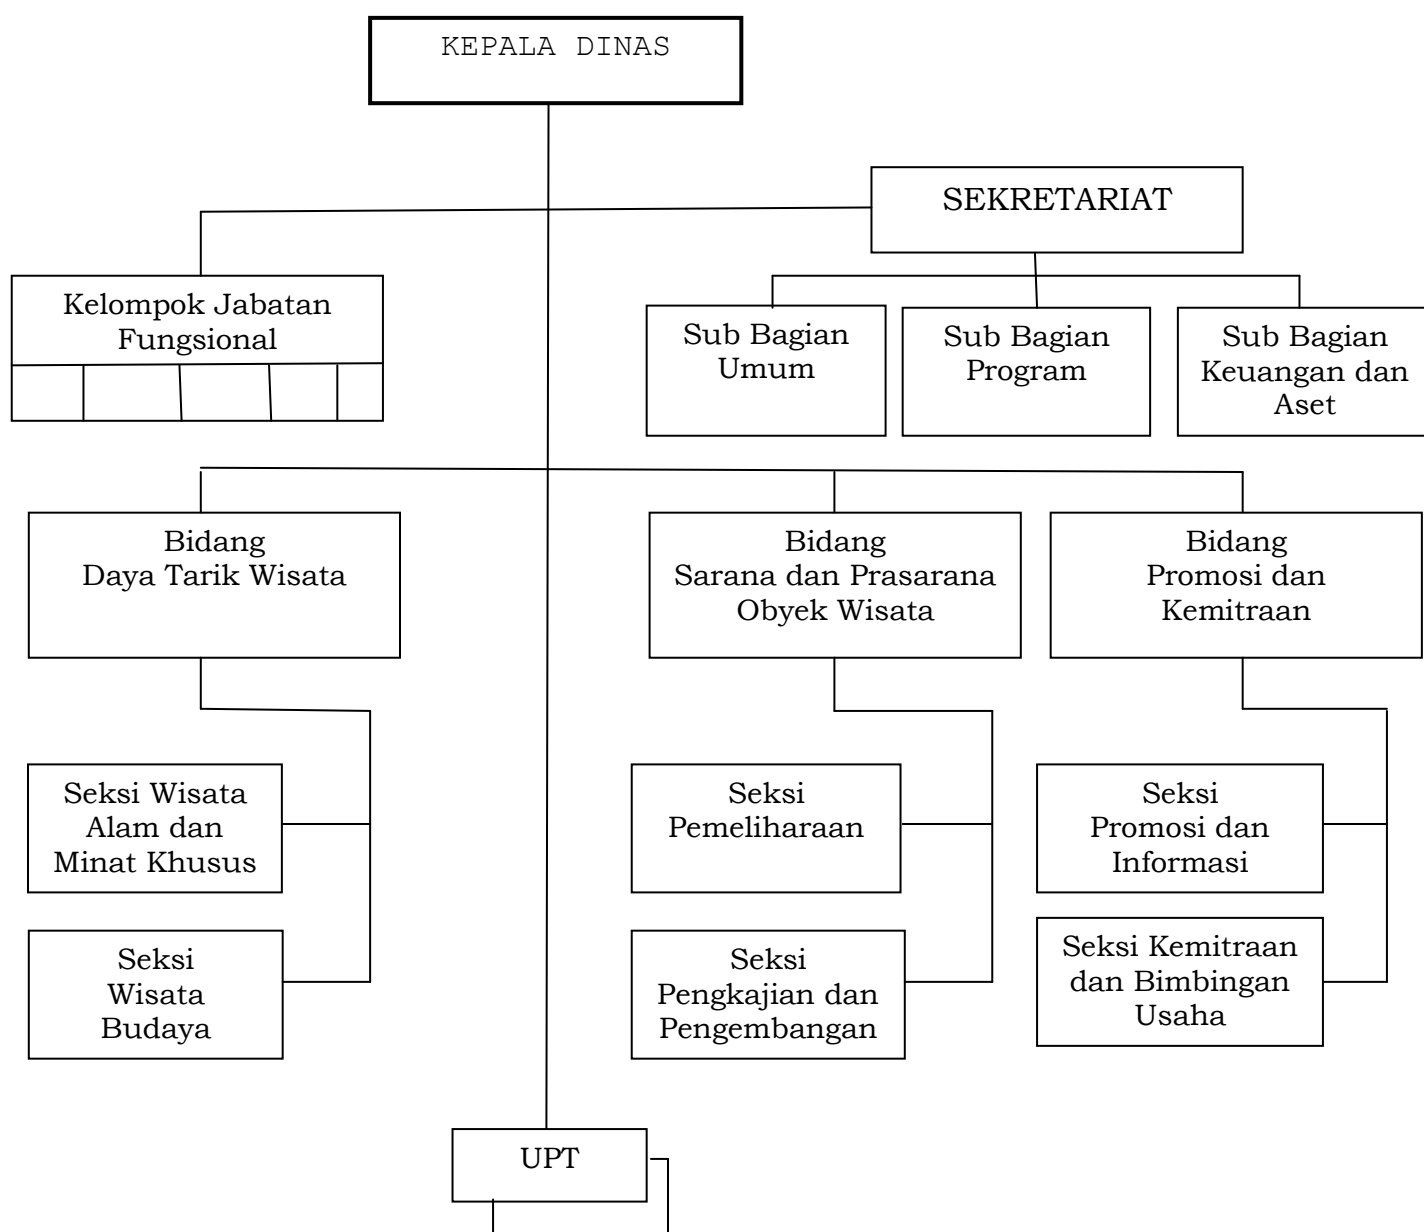 KEPALA DINAS
SEKRETARIAT
Kelompok Jabatan
Fungsional
Sub Bagian
Umum
Sub Bagian
Program
Sub Bagian
Keuangan dan
Aset
Bidang
Daya Tarik Wisata
Bidang
Sarana dan Prasarana
Obyek Wisata
Bidang
Promosi dan
Kemitraan
Seksi Wisata
Alam dan
Minat Khusus
Seksi
Pemeliharaan
Seksi
Promosi dan
Informasi
Seksi
Wisata
Budaya
Seksi
Pengkajian dan
Pengembangan
Seksi Kemitraan
dan Bimbingan
Usaha
UPT